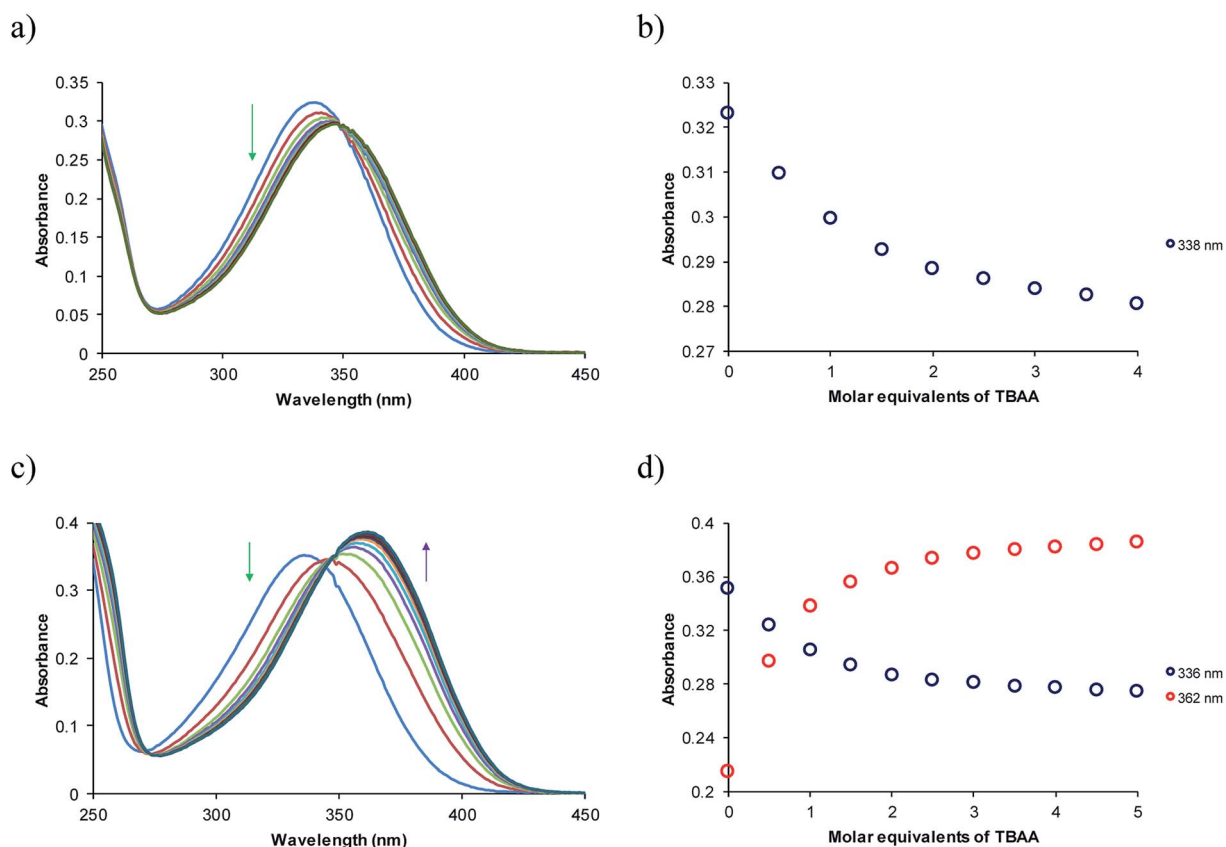 a)
0.35
0.3
0.25
0.2
0.15
0.1
0.05
0
250 300 350 400 450
Absorbance
Wavelength (nm)
b)
0.33
0.32
0.31
0.3
0.29
0.28
0.27
0 1 2 3 4
Absorbance
Molar equivalents of TBAA
338 nm
c)
0.4
0.3
0.2
0.1
0
250 300 350 400 450
Absorbance
Wavelength (nm)
d)
0.4
0.36
0.32
0.28
0.24
0.2
0 1 2 3 4 5
Absorbance
Molar equivalents of TBAA
336 nm
362 nm